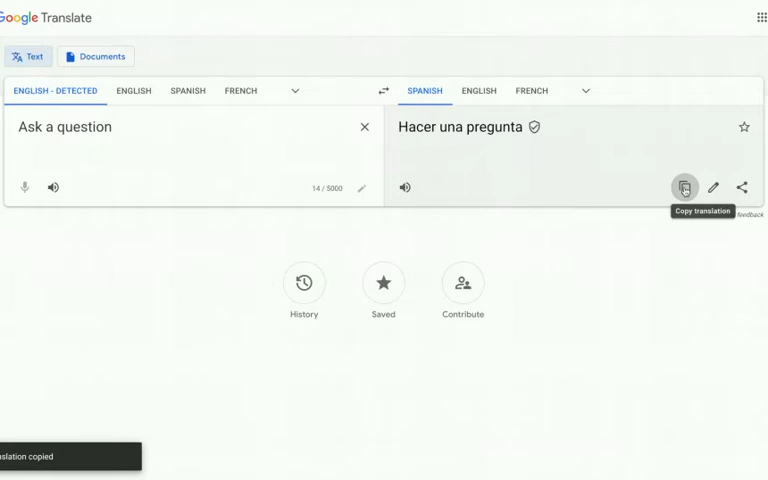 Google Translate
Text
Documents
ENGLISH - DETECTED
ENGLISH
SPANISH
FRENCH
SPANISH
ENGLISH
FRENCH
Ask a question
Hacer una pregunta
14 / 5000
Copy translation
feedback
History
Saved
Contribute
nslation copied